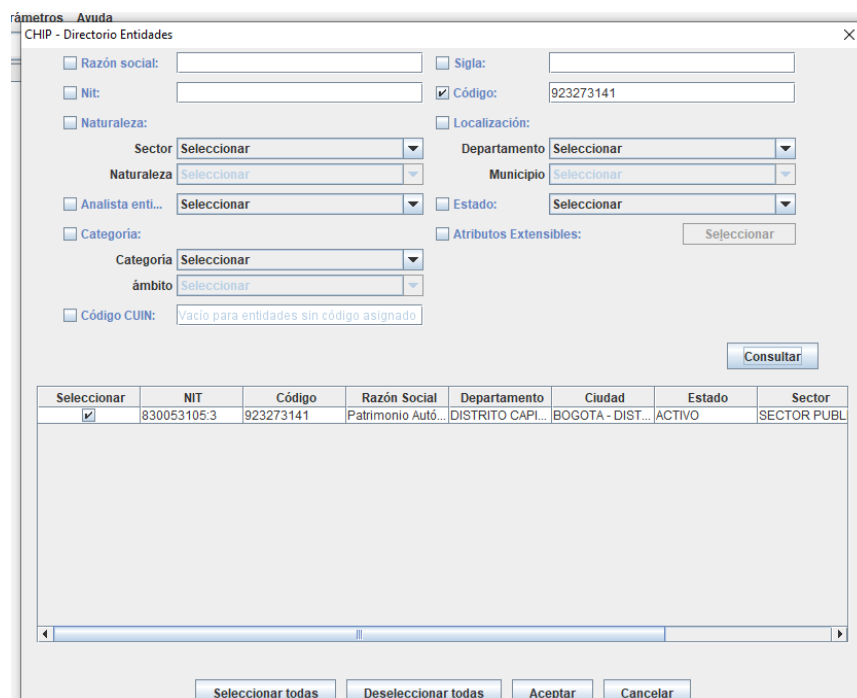 rámetros Ayuda
CHIP - Directorio Entidades
Razón social: Sigla:
Nit: Código: 923273141
Naturaleza: Localización:
Sector Seleccionar Departamento Seleccionar
Naturaleza Seleccionar Municipio Seleccionar
Analista enti... Seleccionar Estado: Seleccionar
Categoría: Atributos Extensibles: Seleccionar
Categoría Seleccionar
ámbito Seleccionar
Código CUIN: Vacío para entidades sin código asignado
Consultar
Seleccionar NIT Código Razón Social Departamento Ciudad Estado Sector
830053105:3 923273141 Patrimonio Autó... DISTRITO CAPI... BOGOTA - DIST... ACTIVO SECTOR PUBL
Seleccionar todas Deseleccionar todas Aceptar Cancelar